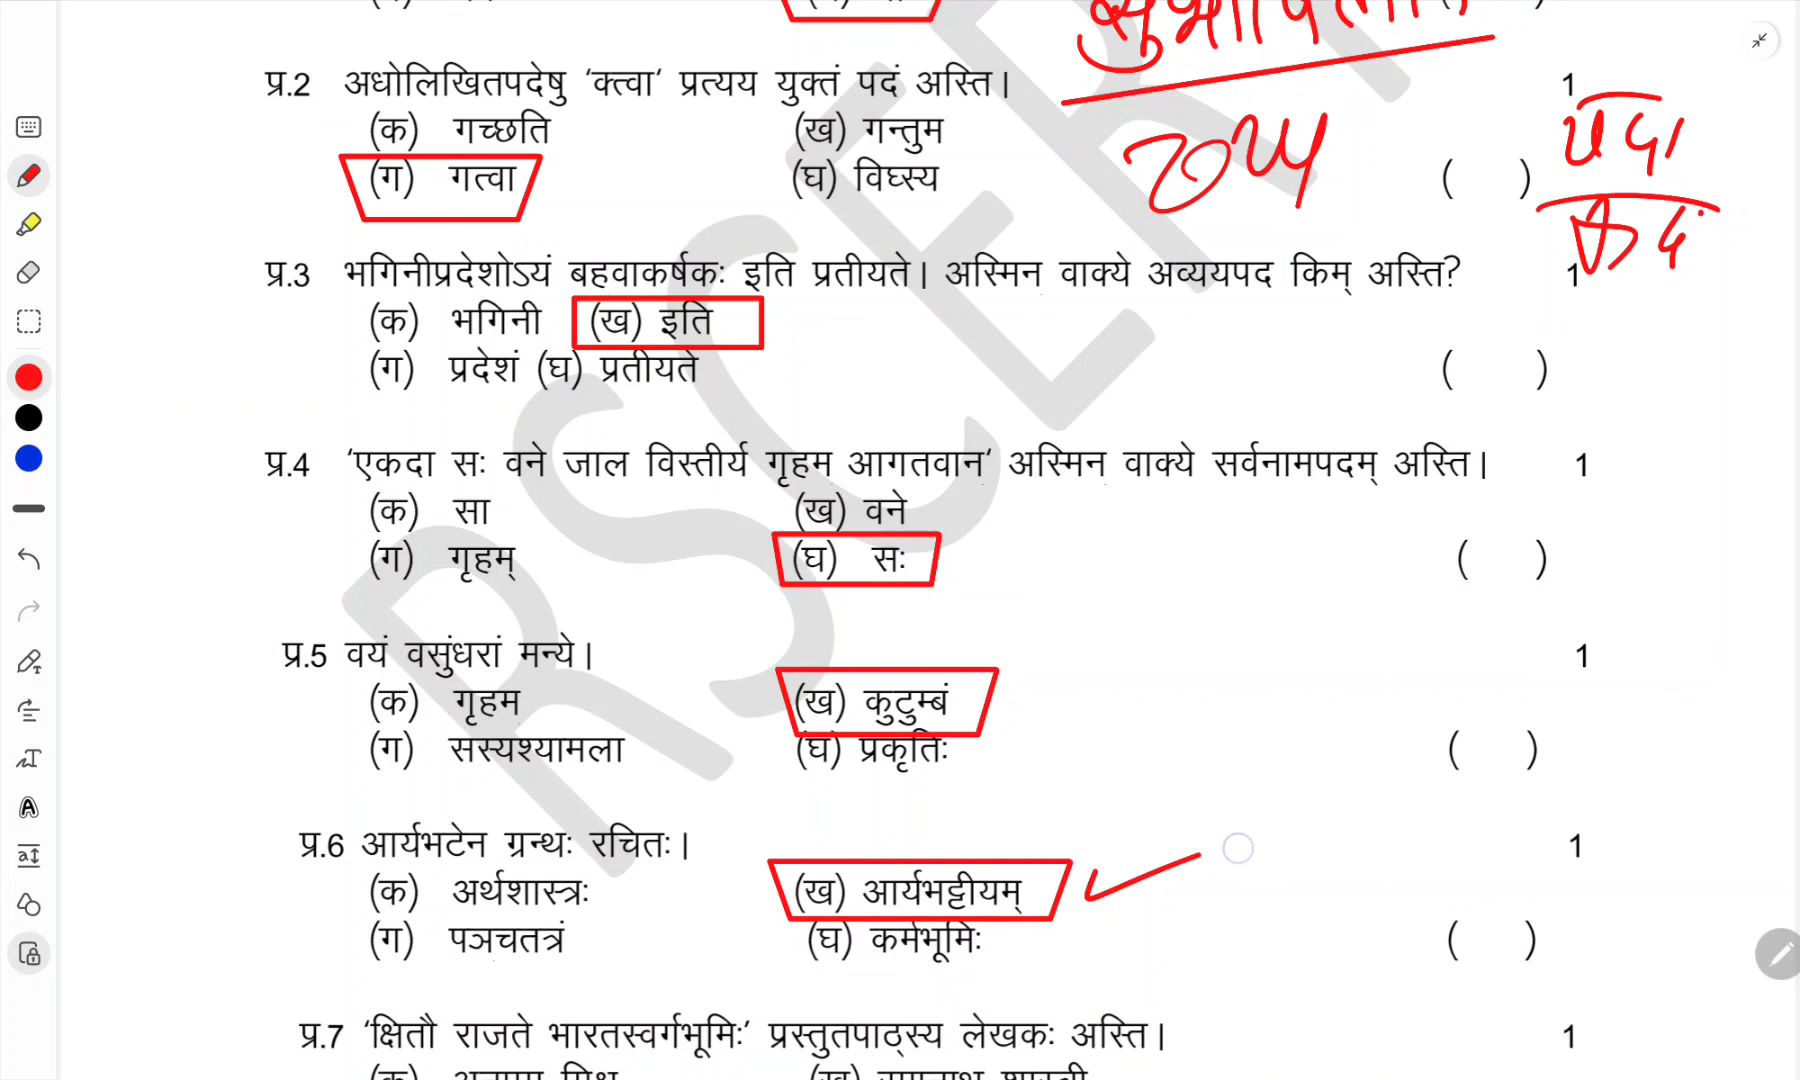 प्र.2 अधोलिखितपदेषु 'क्त्वा' प्रत्यय युक्तं पदं अस्ति। 1
(क) गच्छति (ख) गन्तुम
(ग) गत्वा (घ) विघ्स्य ( )
प्र.3 भगिनीप्रदेशोऽयं बहवाकर्षकः इति प्रतीयते। अस्मिन वाक्ये अव्ययपद किम् अस्ति? 1
(क) भगिनी (ख) इति
(ग) प्रदेशं (घ) प्रतीयते ( )
प्र.4 'एकदा सः वने जाल विस्तीर्य गृहम आगतवान' अस्मिन वाक्ये सर्वनामपदम् अस्ति। 1
(क) सा (ख) वने
(ग) गृहम् (घ) सः ( )
प्र.5 वयं वसुंधरां मन्ये। 1
(क) गृहम (ख) कुटुम्बं
(ग) सस्यश्यामला (घ) प्रकृतिः ( )
प्र.6 आर्यभटेन ग्रन्थः रचितः। 1
(क) अर्थशास्त्रः (ख) आर्यभट्टीयम्
(ग) पञचतत्रं (घ) कर्मभूमिः ( )
प्र.7 'क्षितौ राजते भारतस्वर्गभूमिः' प्रस्तुतपाठ्स्य लेखकः अस्ति। 1
RSCERT